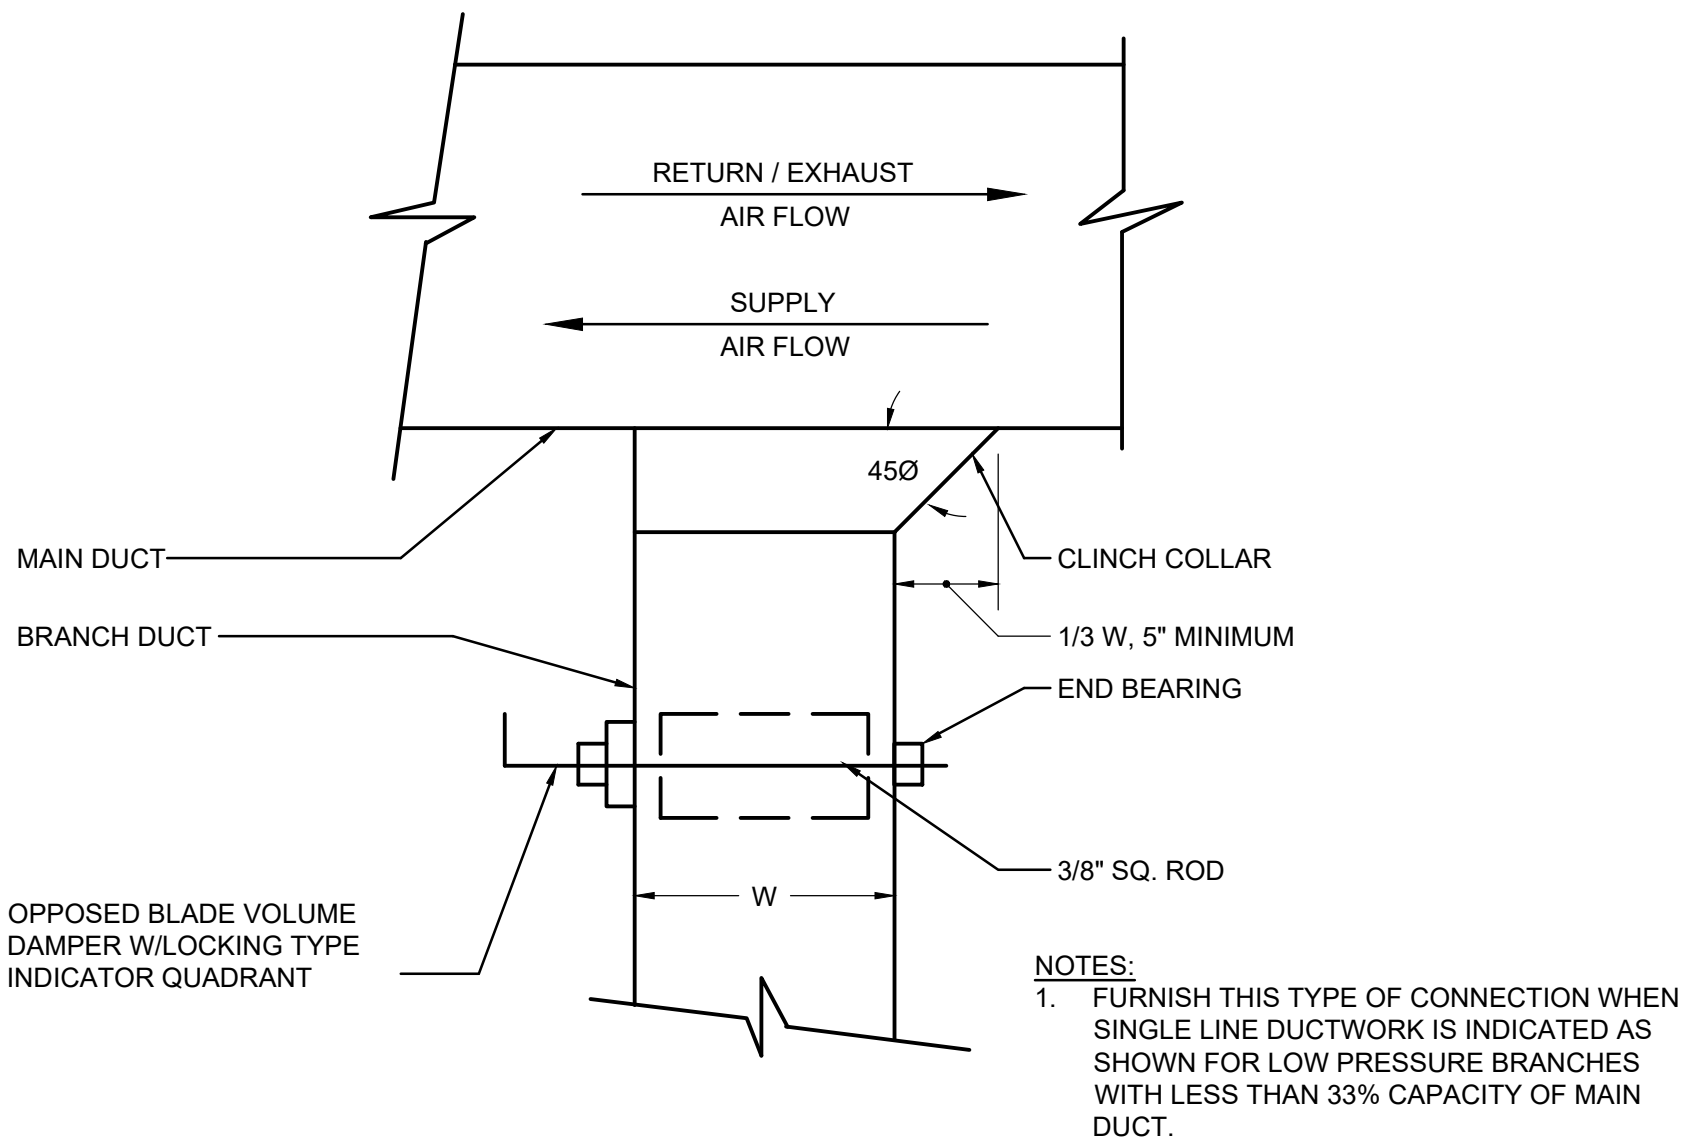 RETURN / EXHAUST
AIR FLOW
SUPPLY
AIR FLOW
45Ø
MAIN DUCT
CLINCH COLLAR
BRANCH DUCT
1/3 W, 5" MINIMUM
END BEARING
3/8" SQ. ROD
W
OPPOSED BLADE VOLUME
DAMPER W/LOCKING TYPE
INDICATOR QUADRANT
NOTES:
1. FURNISH THIS TYPE OF CONNECTION WHEN
SINGLE LINE DUCTWORK IS INDICATED AS
SHOWN FOR LOW PRESSURE BRANCHES
WITH LESS THAN 33% CAPACITY OF MAIN
DUCT.